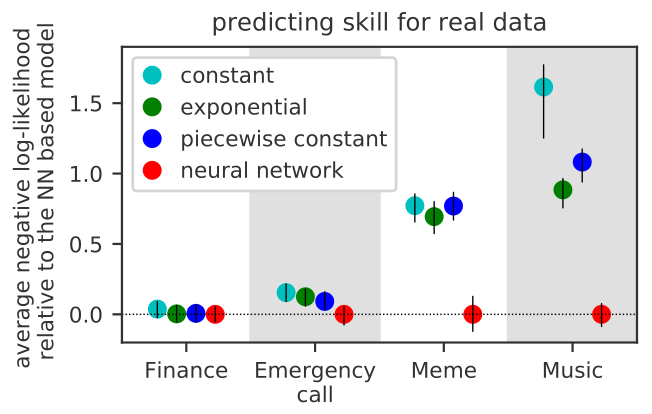 predicting skill for real data
average negative log-likelihood
relative to the NN based model
1.5
1.0
0.5
0.0
constant
exponential
piecewise constant
neural network
Finance
Emergency
call
Meme
Music